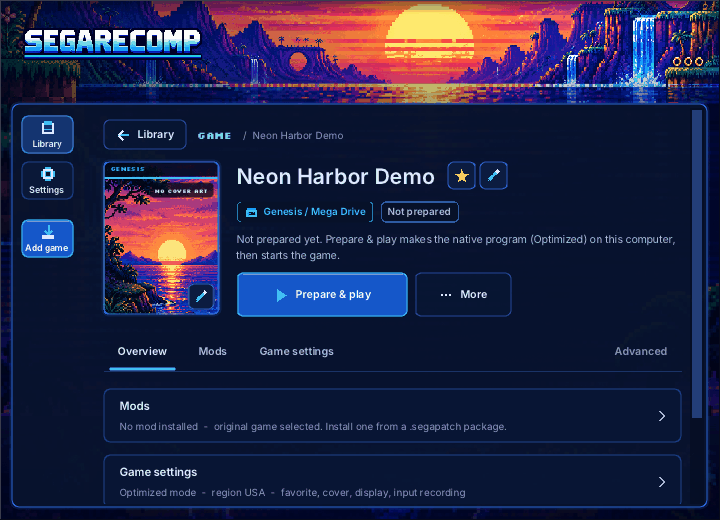 SEGARECOMP
Library
Settings
Add game
Library
GAME / Neon Harbor Demo
GENESIS
NO COVER ART
Neon Harbor Demo
Genesis / Mega Drive
Not prepared
Not prepared yet. Prepare & play makes the native program (Optimized) on this computer,
then starts the game.
Prepare & play
More
Overview
Mods
Game settings
Advanced
Mods
No mod installed - original game selected. Install one from a .segapatch package.
Game settings
Optimized mode - region USA - favorite, cover, display, input recording